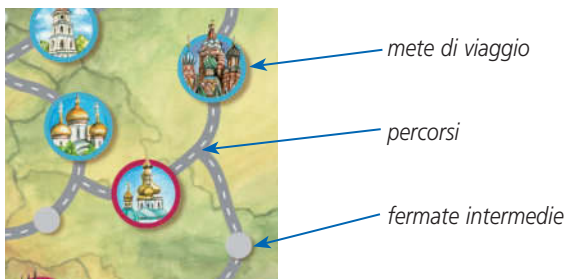 mete di viaggio
percorsi
fermate intermedie